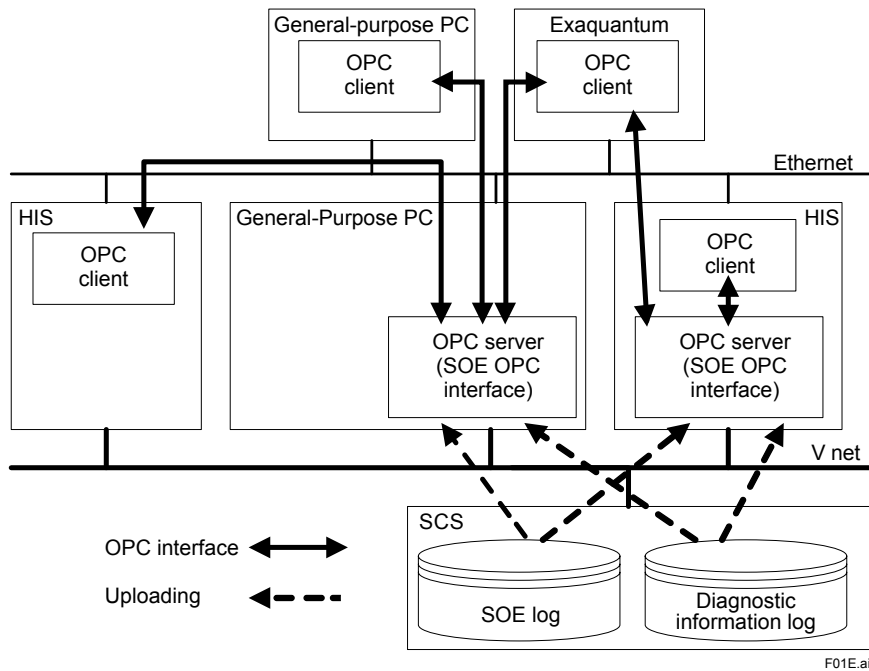 General-purpose PC
OPC
client
Exaquantum
OPC
client
Ethernet
HIS
OPC
client
General-Purpose PC
OPC server
(SOE OPC
interface)
HIS
OPC
client
OPC server
(SOE OPC
interface)
V net
SCS
SOE log
Diagnostic
information log
OPC interface
Uploading
F01E.ai